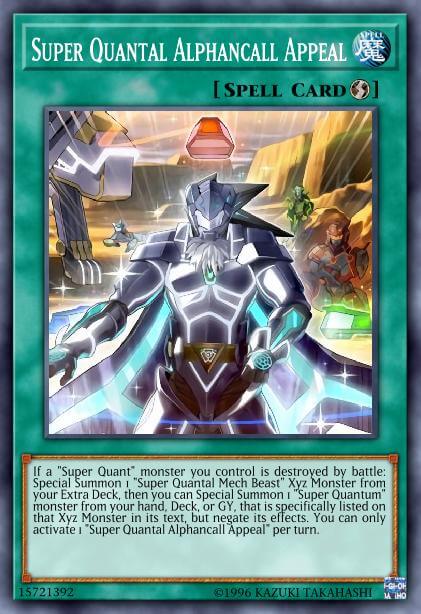 Super Quantal Alphancall Appeal
SPELL
魔
[Spell Card]
If a "Super Quant" monster you control is destroyed by battle:
Special Summon 1 "Super Quantal Mech Beast" Xyz Monster from
your Extra Deck, then you can Special Summon 1 "Super Quantum"
monster from your hand, Deck, or GY, that is specifically listed on
that Xyz Monster in its text, but negate its effects. You can only
activate 1 "Super Quantal Alphancall Appeal" per turn.
15721392
©1996 KAZUKI TAKAHASHI